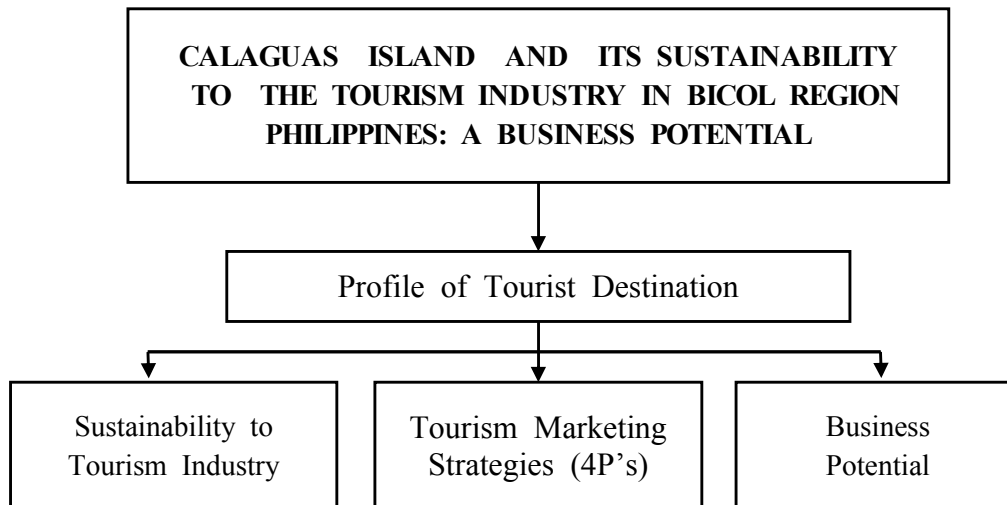 CALAGUAS ISLAND AND ITS SUSTAINABILITY
TO THE TOURISM INDUSTRY IN BICOL REGION
PHILIPPINES: A BUSINESS POTENTIAL
Profile of Tourist Destination
Sustainability to
Tourism Industry
Tourism Marketing
Strategies (4P’s)
Business
Potential